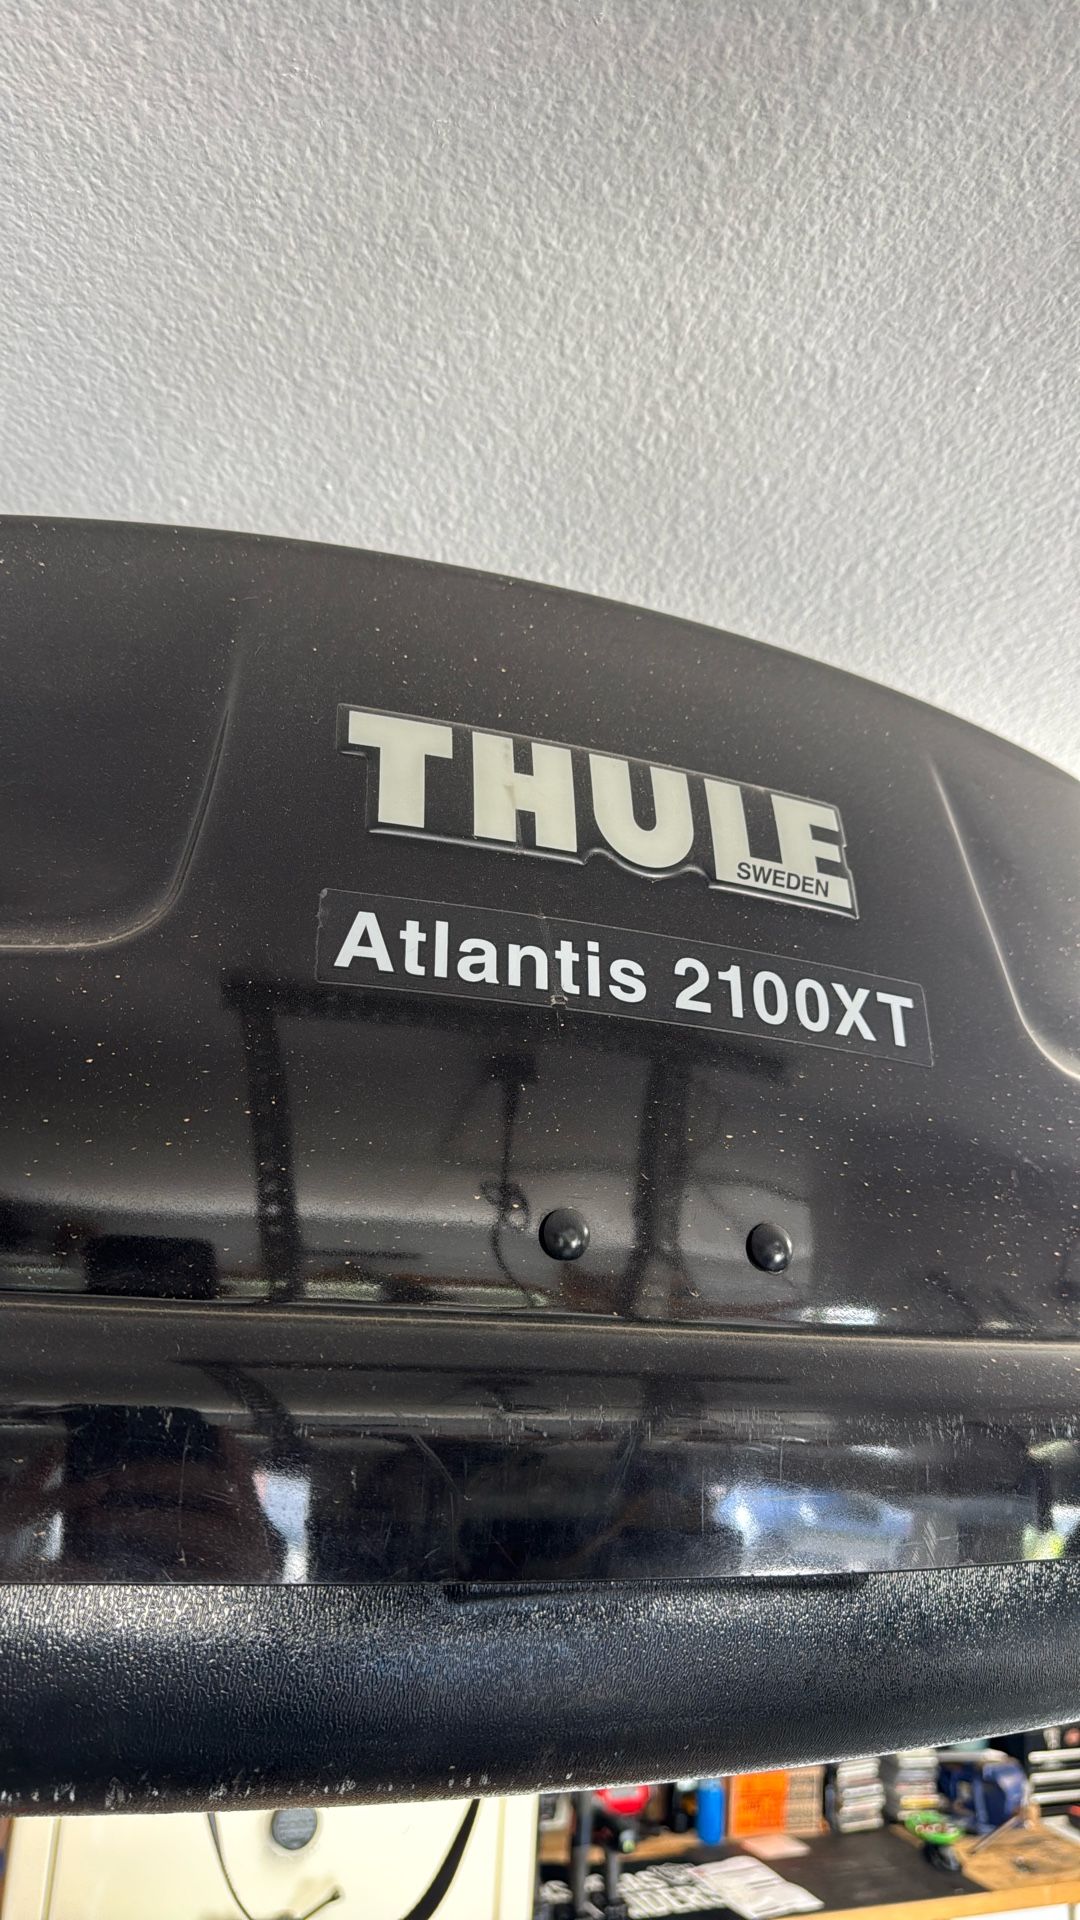 THULE
SWEDEN
Atlantis 2100XT